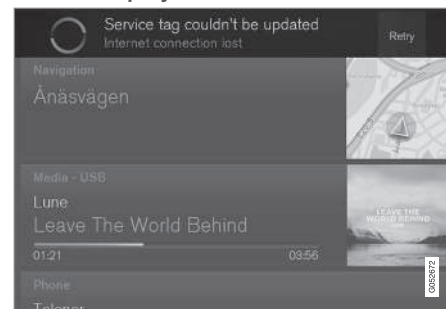 Service tag couldn't be updated
Internet connection lost
Retry
Navigation
Ånäsvägen
Media - USB
Lune
Leave The World Behind
01:21
03:56
LEAVE THE
WORLD BEHIND
Phone
Telenor
G052672